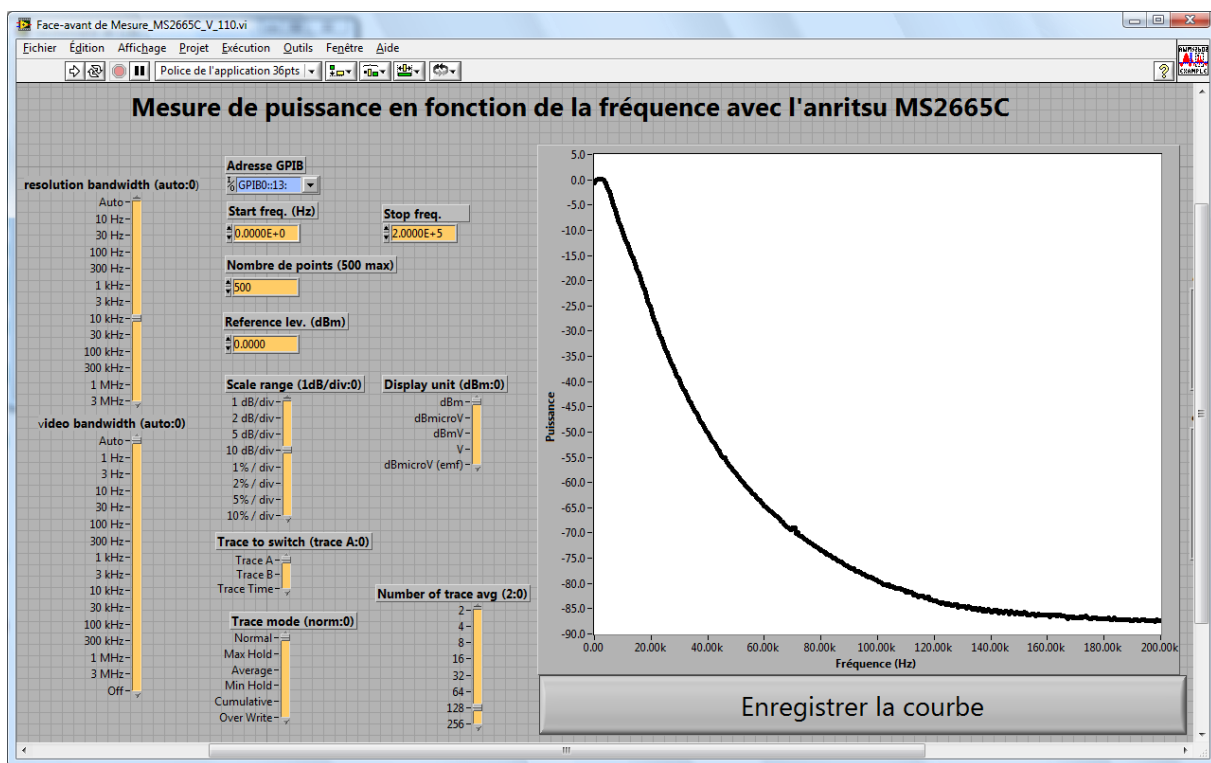 Face-avant de Mesure_MS2665C_V_110.vi
Fichier Édition Affichage Projet Exécution Outils Fenêtre Aide
Police de l'application 36pts
Mesure de puissance en fonction de la fréquence avec l'anritsu MS2665C
resolution bandwidth (auto:0)
Auto
10 Hz
30 Hz
100 Hz
300 Hz
1 kHz
3 kHz
10 kHz
30 kHz
100 kHz
300 kHz
1 MHz
3 MHz
video bandwidth (auto:0)
Auto
1 Hz
3 Hz
10 Hz
30 Hz
100 Hz
300 Hz
1 kHz
3 kHz
10 kHz
30 kHz
100 kHz
300 kHz
1 MHz
3 MHz
Off
Adresse GPIB
GPIB0::13:
Start freq. (Hz)
0.0000E+0
Stop freq.
2.0000E+5
Nombre de points (500 max)
500
Reference lev. (dBm)
0.0000
Scale range (1dB/div:0)
1 dB/div
2 dB/div
5 dB/div
10 dB/div
1% / div
2% / div
5% / div
10% / div
Display unit (dBm:0)
dBm
dBmicroV
dBmV
V
dBmicroV (emf)
Trace to switch (trace A:0)
Trace A
Trace B
Trace Time
Trace mode (norm:0)
Normal
Max Hold
Average
Min Hold
Cumulative
Over Write
Number of trace avg (2:0)
2
4
8
16
32
64
128
256
Puissance
5.0
0.0
-5.0
-10.0
-15.0
-20.0
-25.0
-30.0
-35.0
-40.0
-45.0
-50.0
-55.0
-60.0
-65.0
-70.0
-75.0
-80.0
-85.0
-90.0
0.00 20.00k 40.00k 60.00k 80.00k 100.00k 120.00k 140.00k 160.00k 180.00k 200.00k
Fréquence (Hz)
Enregistrer la courbe